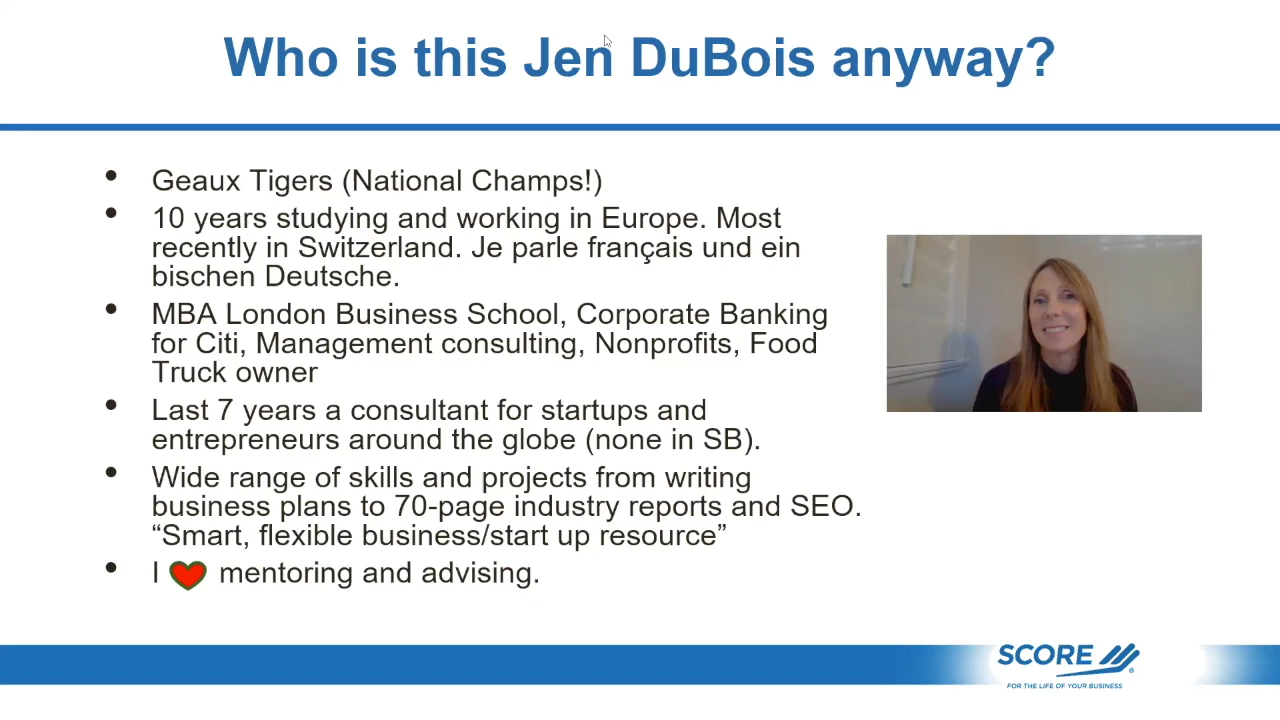 Who is this Jen DuBois anyway?
• Geaux Tigers (National Champs!)
• 10 years studying and working in Europe. Most
recently in Switzerland. Je parle français und ein
bischen Deutsche.
• MBA London Business School, Corporate Banking
for Citi, Management consulting, Nonprofits, Food
Truck owner
• Last 7 years a consultant for startups and
entrepreneurs around the globe (none in SB).
• Wide range of skills and projects from writing
business plans to 70-page industry reports and SEO.
“Smart, flexible business/start up resource”
• I ❤ mentoring and advising.
SCORE
FOR THE LIFE OF YOUR BUSINESS